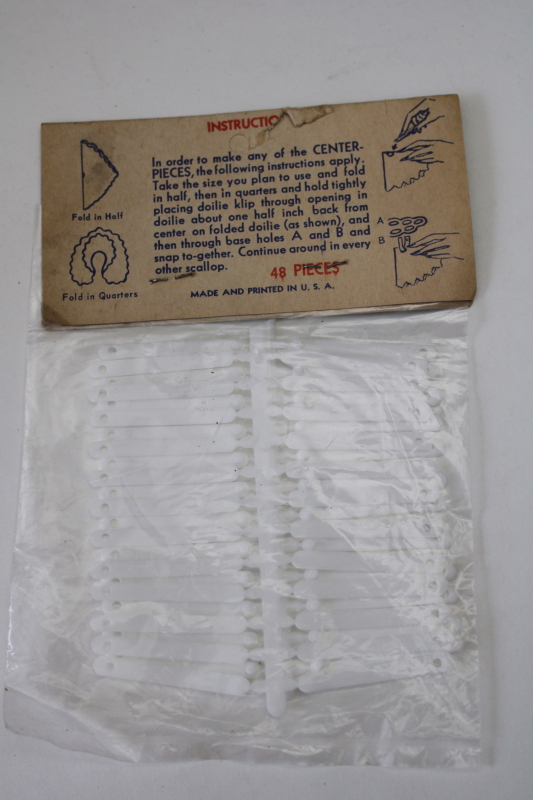 INSTRUCTIO
In order to make any of the CENTER-
PIECES, the following instructions apply.
Take the size you plan to use and fold
in half, then in quarters and hold tightly
placing doilie klip through opening in
doilie about one half inch back from
center on folded doilie (as shown), and
then through base holes A and B and
snap to-gether. Continue around in every
other scallop.
48 PIECES
MADE AND PRINTED IN U. S. A.
Fold in Half
Fold in Quarters
A
B